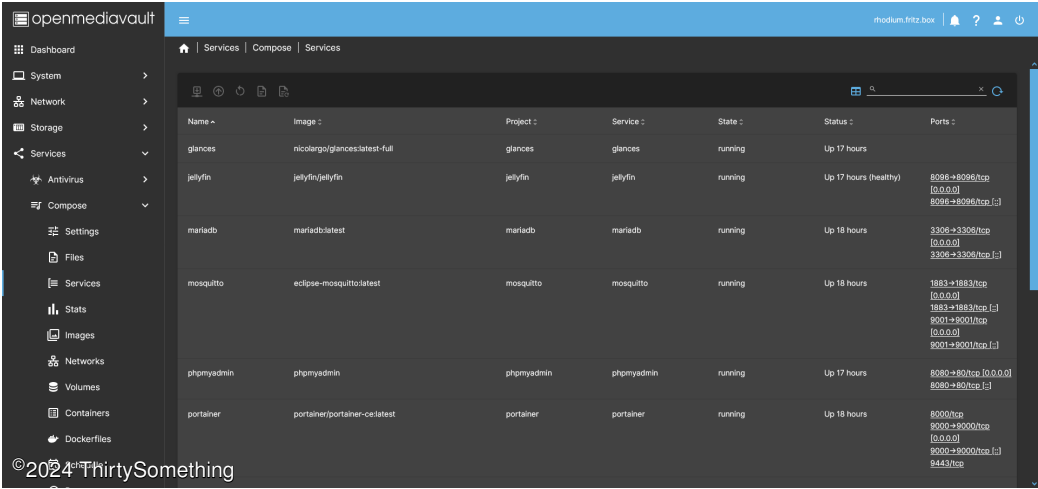 openmediavault
rhodium.fritz.box
Dashboard
System
Network
Storage
Services
Antivirus
Compose
Settings
Files
Services
Stats
Images
Networks
Volumes
Containers
Dockerfiles
Schedule
Services | Compose | Services
Name Image Project Service State Status Ports
glances nicolargo/glances:latest-full glances glances running Up 17 hours
jellyfin jellyfin/jellyfin jellyfin jellyfin running Up 17 hours (healthy) 8096→8096/tcp
[0.0.0.0]
8096→8096/tcp [::]
mariadb mariadb:latest mariadb mariadb running Up 18 hours 3306→3306/tcp
[0.0.0.0]
3306→3306/tcp [::]
mosquitto eclipse-mosquitto:latest mosquitto mosquitto running Up 18 hours 1883→1883/tcp
[0.0.0.0]
1883→1883/tcp [::]
9001→9001/tcp
[0.0.0.0]
9001→9001/tcp [::]
phpmyadmin phpmyadmin phpmyadmin phpmyadmin running Up 17 hours 8080→80/tcp [0.0.0.0]
8080→80/tcp [::]
portainer portainer/portainer-ce:latest portainer portainer running Up 18 hours 8000/tcp
9000→9000/tcp
[0.0.0.0]
9000→9000/tcp [::]
9443/tcp
©2024 ThirtySomething